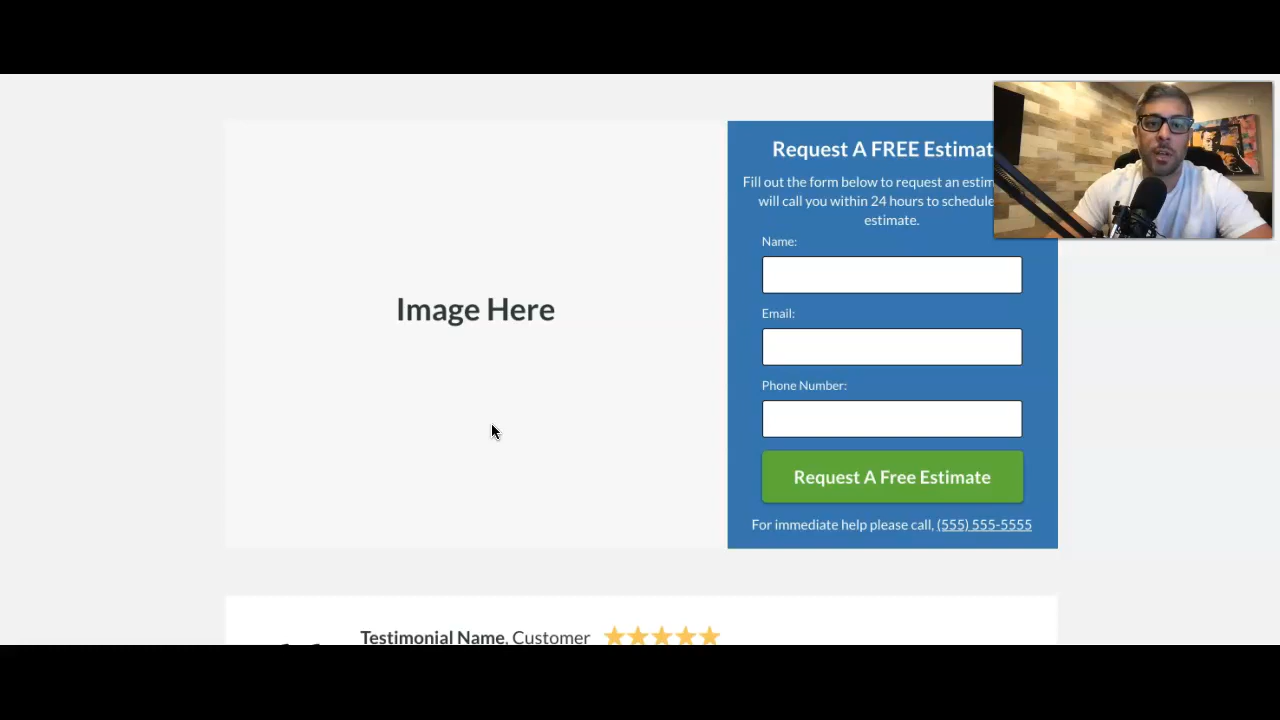 Request A FREE
Fill out the form below to request an
will call you within 24 hours to schedule
estimate.
Name:
Image Here
Email:
Phone Number:
Request A Free Estimate
For immediate help please call, (555) 555-5555
Testimonial Name, Customer